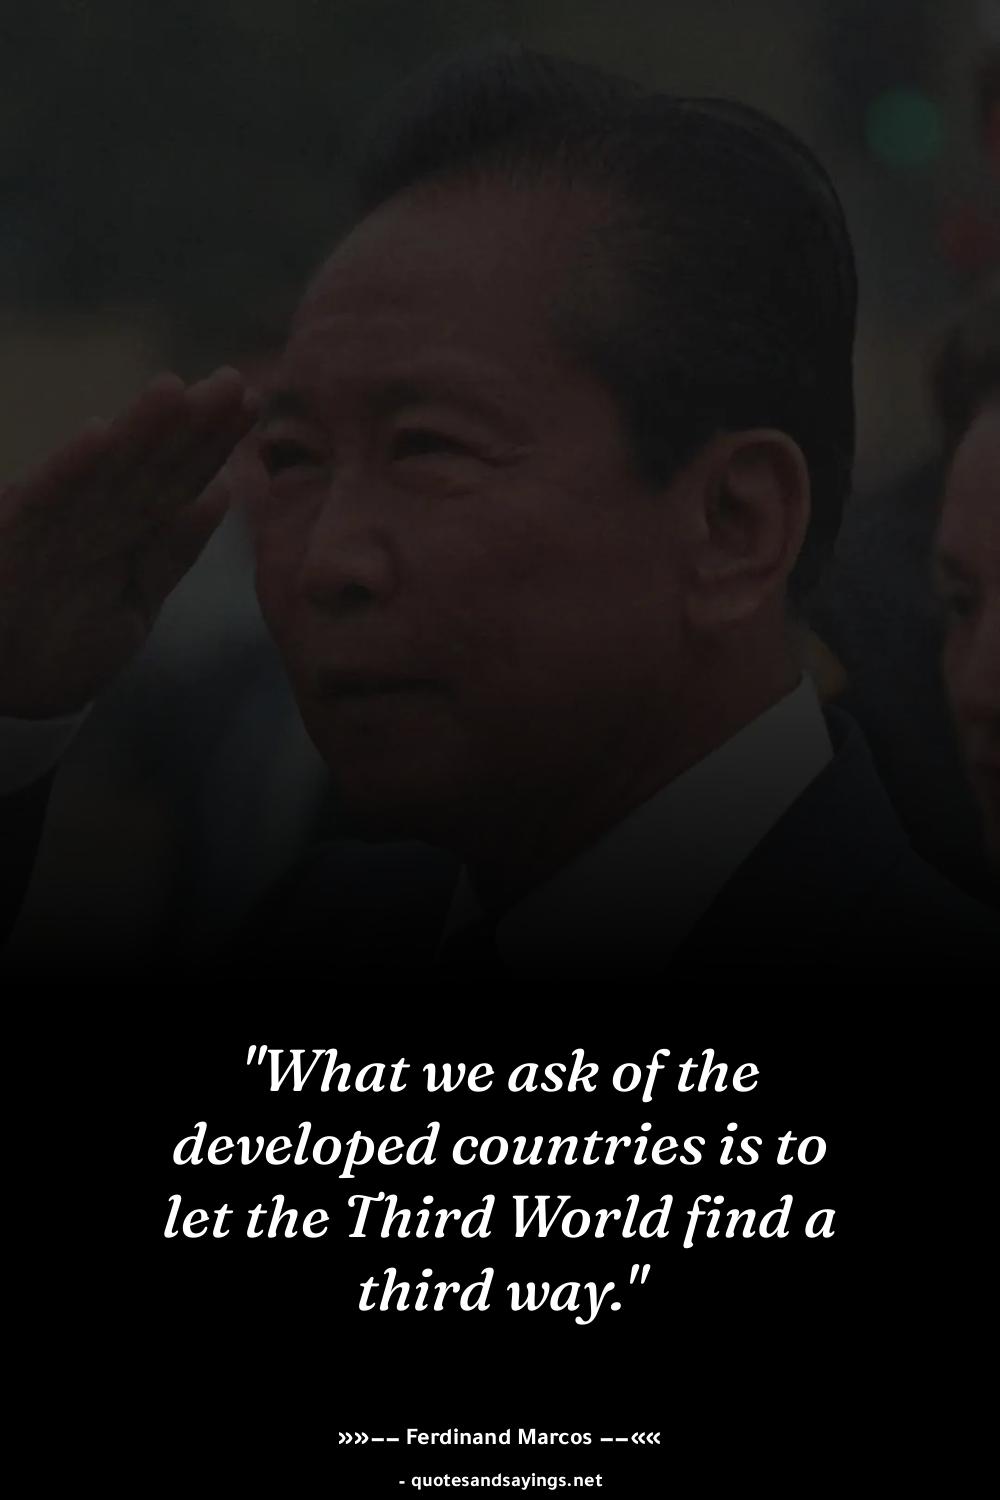 "What we ask of the
developed countries is to
let the Third World find a
third way."
»»−− Ferdinand Marcos −−««
- quotesandsayings.net